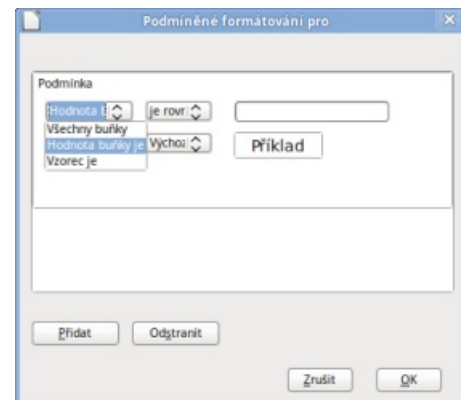 Podmíněné formátování pro
Podmínka
Hodnota b je rovr
Všechny buňky
Hodnota buňky je Výchoz Příklad
Vzorec je
Přidat Odstranit
Zrušit OK